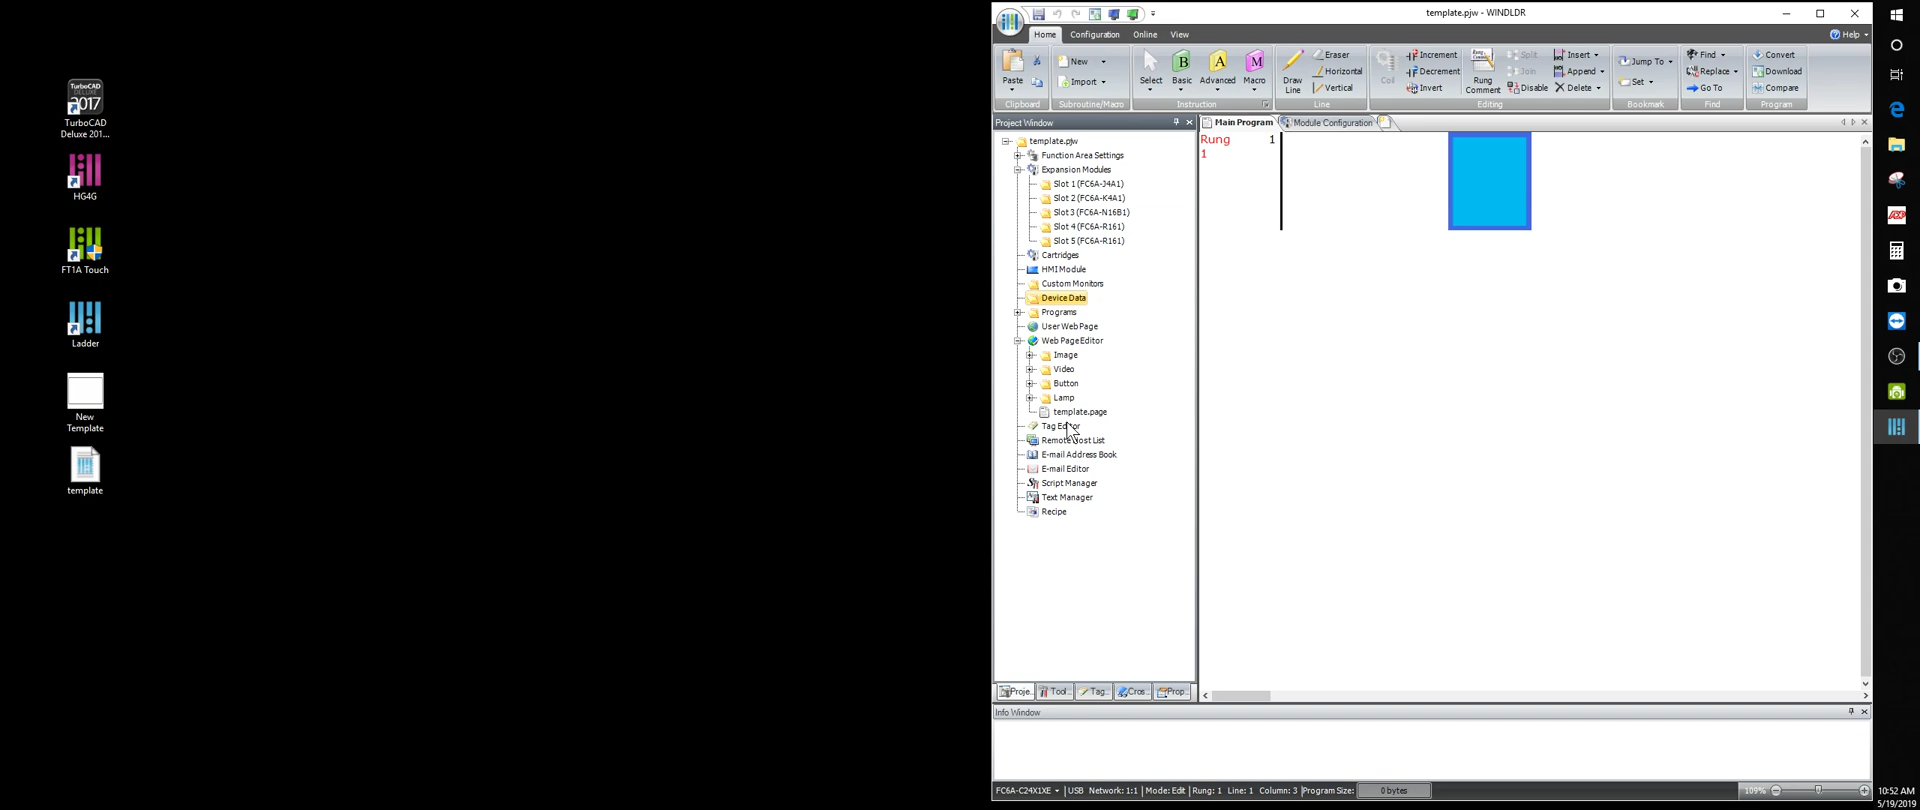 TurboCAD
Deluxe 201...
HG4G
FT1A Touch
Ladder
New
Template
template
template.pjw - WINDLDR
Home Configuration Online View Help
Paste New Import
Clipboard Subroutine/Macro
Select Basic Advanced Macro
Instruction
Draw Line Eraser Horizontal Vertical
Line
Coil Increment Decrement Invert Rung Comment Split Join Disable Insert Append Delete
Editing
Jump To Set
Bookmark
Find Replace Go To
Find
Convert Download Compare
Program
Project Window
template.pjw
Function Area Settings
Expansion Modules
Slot 1 (FC6A-J4A1)
Slot 2 (FC6A-K4A1)
Slot 3 (FC6A-N16B1)
Slot 4 (FC6A-R161)
Slot 5 (FC6A-R161)
Cartridges
HMI Module
Custom Monitors
Device Data
Programs
User Web Page
Web Page Editor
Image
Video
Button
Lamp
template.page
Tag Editor
Remote Host List
E-mail Address Book
E-mail Editor
Script Manager
Text Manager
Recipe
Proje... Tool... Tag... Cros... Prop...
Main Program Module Configuration
Rung 1
1
Info Window
FC6A-C24X1XE USB Network: 1:1 Mode: Edit Rung: 1 Line: 1 Column: 3 Program Size: 0 bytes 109%
10:52 AM
5/19/2019